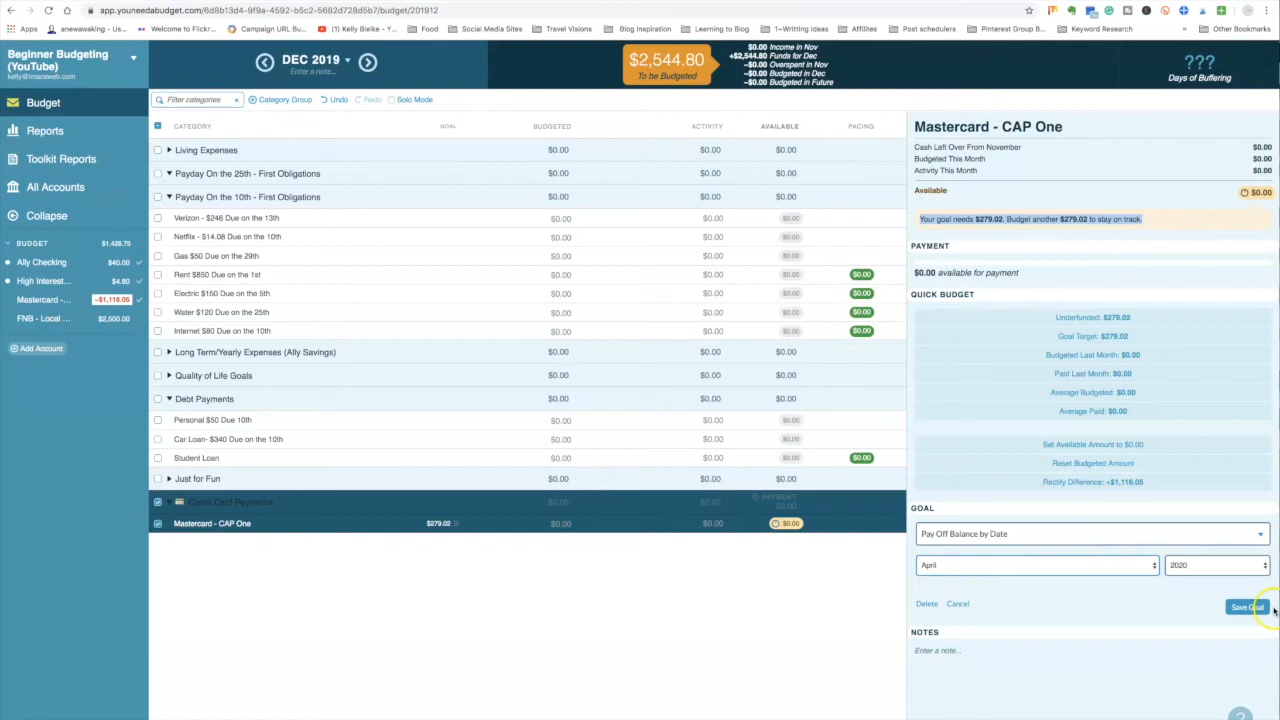 app.youneedabudget.com/6d8b13d4-9f9a-4592-b5c2-5682d728d5b7/budget/201912
Apps
anewawaking - Us...
Welcome to Flickr...
Campaign URL Bu...
(1) Kelly Bielke - Y...
Food
Social Media Sites
Travel Visions
Blog Inspiration
Learning to Blog
1~Writting Ideas
Affilites
Post schedulers
Pinterest Group B...
Keyword Research
»
Other Bookmarks
Beginner Budgeting
(YouTube)
kelly@imaceweb.com
DEC 2019
Enter a note...
$2,544.80
To be Budgeted
$0.00 Income in Nov
+$2,544.80 Funds for Dec
−$0.00 Overspent in Nov
−$0.00 Budgeted in Dec
−$0.00 Budgeted in Future
???
Days of Buffering
Budget
Reports
Toolkit Reports
All Accounts
Collapse
BUDGET $1,428.75
Ally Checking $40.00
High Interest... $4.80
Mastercard -... −$1,116.05
FNB - Local ... $2,500.00
Add Account
Filter categories
Category Group
Undo
Redo
Solo Mode
CATEGORY GOAL BUDGETED ACTIVITY AVAILABLE PACING
Living Expenses $0.00 $0.00 $0.00
Payday On the 25th - First Obligations $0.00 $0.00 $0.00
Payday On the 10th - First Obligations $0.00 $0.00 $0.00
Verizon - $246 Due on the 13th $0.00 $0.00 $0.00
Netflix - $14.08 Due on the 10th $0.00 $0.00 $0.00
Gas $50 Due on the 29th $0.00 $0.00 $0.00
Rent $850 Due on the 1st $0.00 $0.00 $0.00 $0.00
Electric $150 Due on the 5th $0.00 $0.00 $0.00 $0.00
Water $120 Due on the 25th $0.00 $0.00 $0.00 $0.00
Internet $80 Due on the 10th $0.00 $0.00 $0.00 $0.00
Long Term/Yearly Expenses (Ally Savings) $0.00 $0.00 $0.00
Quality of Life Goals $0.00 $0.00 $0.00
Debt Payments $0.00 $0.00 $0.00
Personal $50 Due 10th $0.00 $0.00 $0.00
Car Loan- $340 Due on the 10th $0.00 $0.00 $0.00
Student Loan $0.00 $0.00 $0.00 $0.00
Just for Fun $0.00 $0.00 $0.00
Credit Card Payments $0.00 $0.00 PAYMENT $0.00
Mastercard - CAP One $279.02 $0.00 $0.00 $0.00
Mastercard - CAP One
Cash Left Over From November $0.00
Budgeted This Month $0.00
Activity This Month $0.00
Available $0.00
Your goal needs $279.02. Budget another $279.02 to stay on track.
PAYMENT
$0.00 available for payment
QUICK BUDGET
Underfunded: $279.02
Goal Target: $279.02
Budgeted Last Month: $0.00
Paid Last Month: $0.00
Average Budgeted: $0.00
Average Paid: $0.00
Set Available Amount to $0.00
Reset Budgeted Amount
Rectify Difference: +$1,116.05
GOAL
Pay Off Balance by Date
April 2020
Delete Cancel Save Goal
NOTES
Enter a note...
?